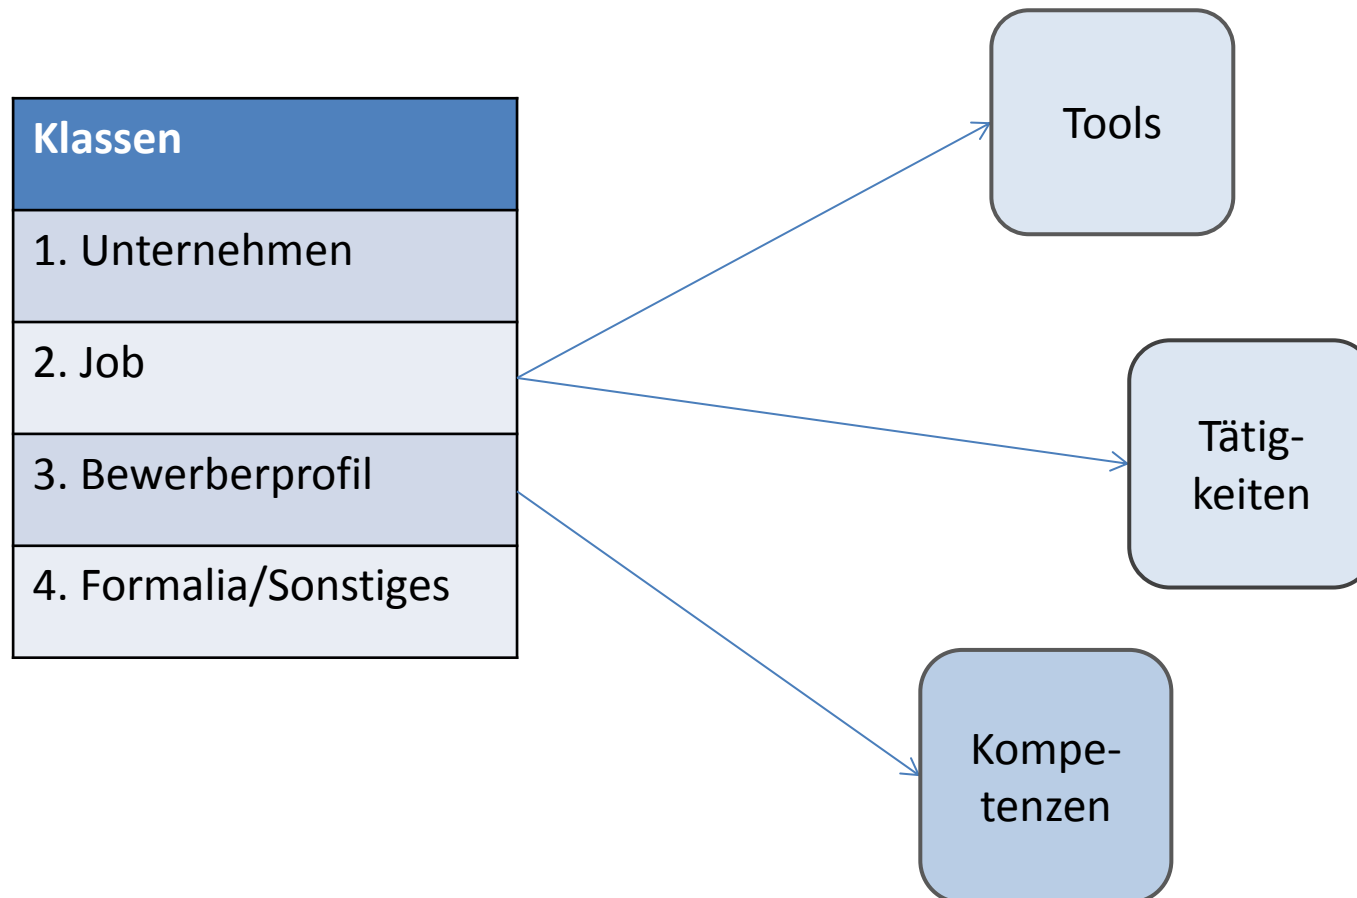 Klassen
1. Unternehmen
2. Job
3. Bewerberprofil
4. Formalia/Sonstiges
Tools
Tätig-
keiten
Kompe-
tenzen